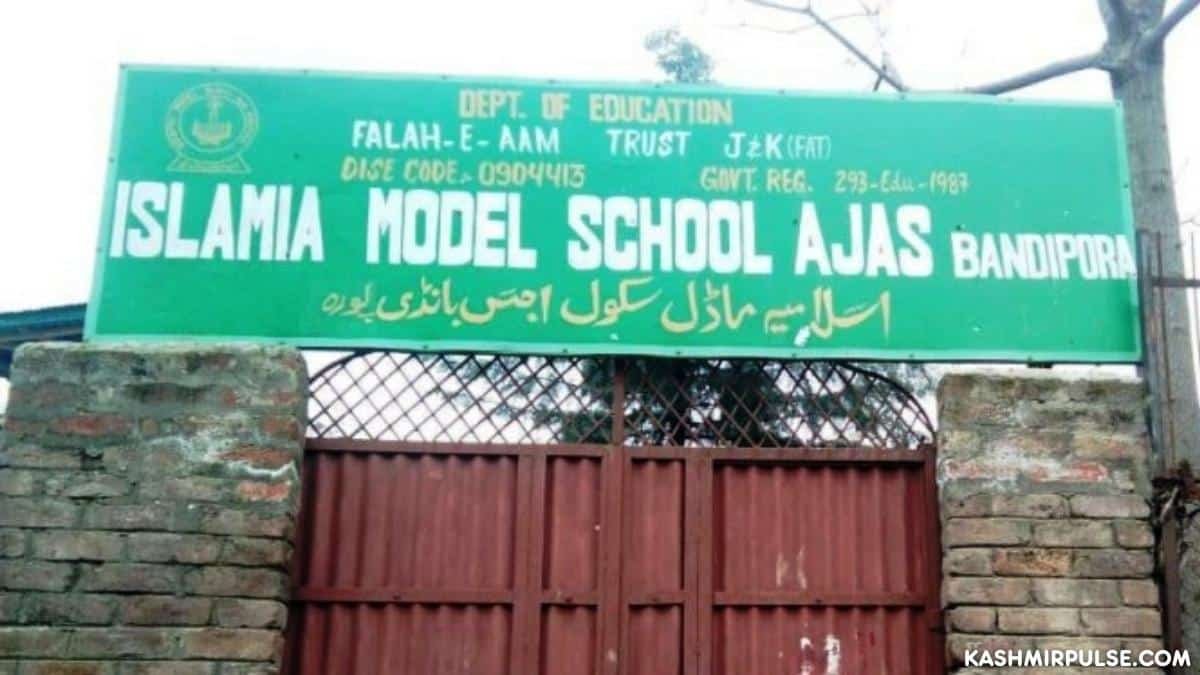 DEPT. OF EDUCATION
FALAH-E-AAM TRUST J&K (FAT)
DISE CODE:- 0904413 GOVT. REG. 293-Edu-1987
ISLAMIA MODEL SCHOOL AJAS BANDIPORA
اسلامیہ ماڈل سکول اجس بانڈی پورہ
KASHMIRPULSE.COM